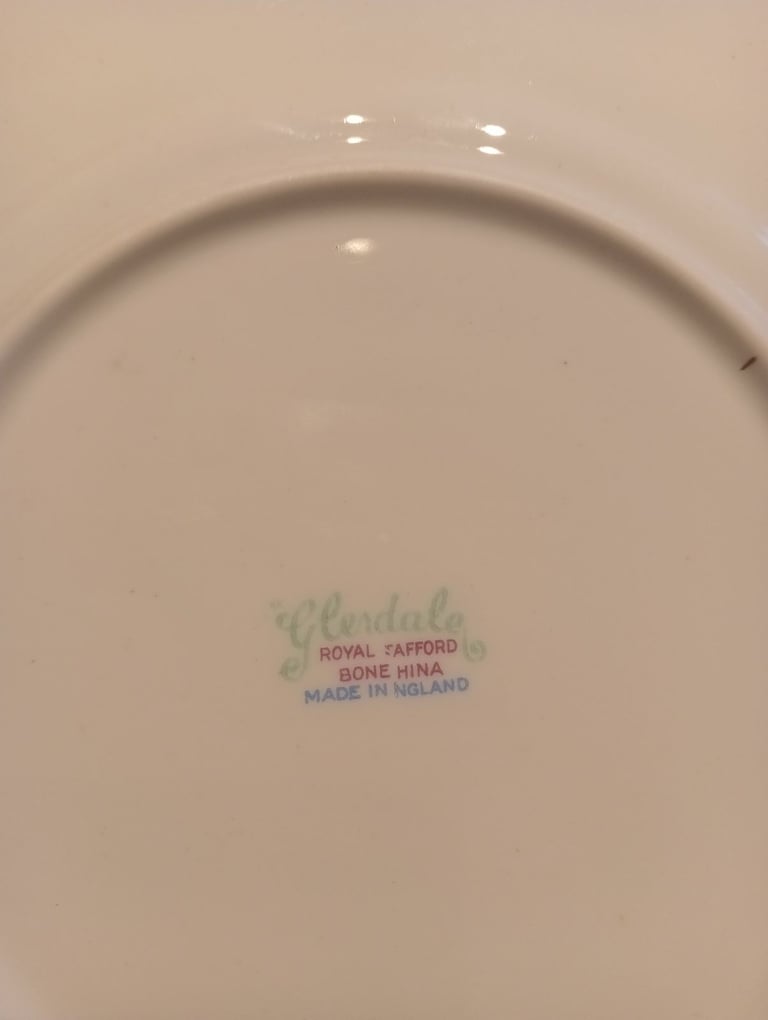 Glendale
ROYAL SAFFORD
BONE HINA
MADE IN NGLAND